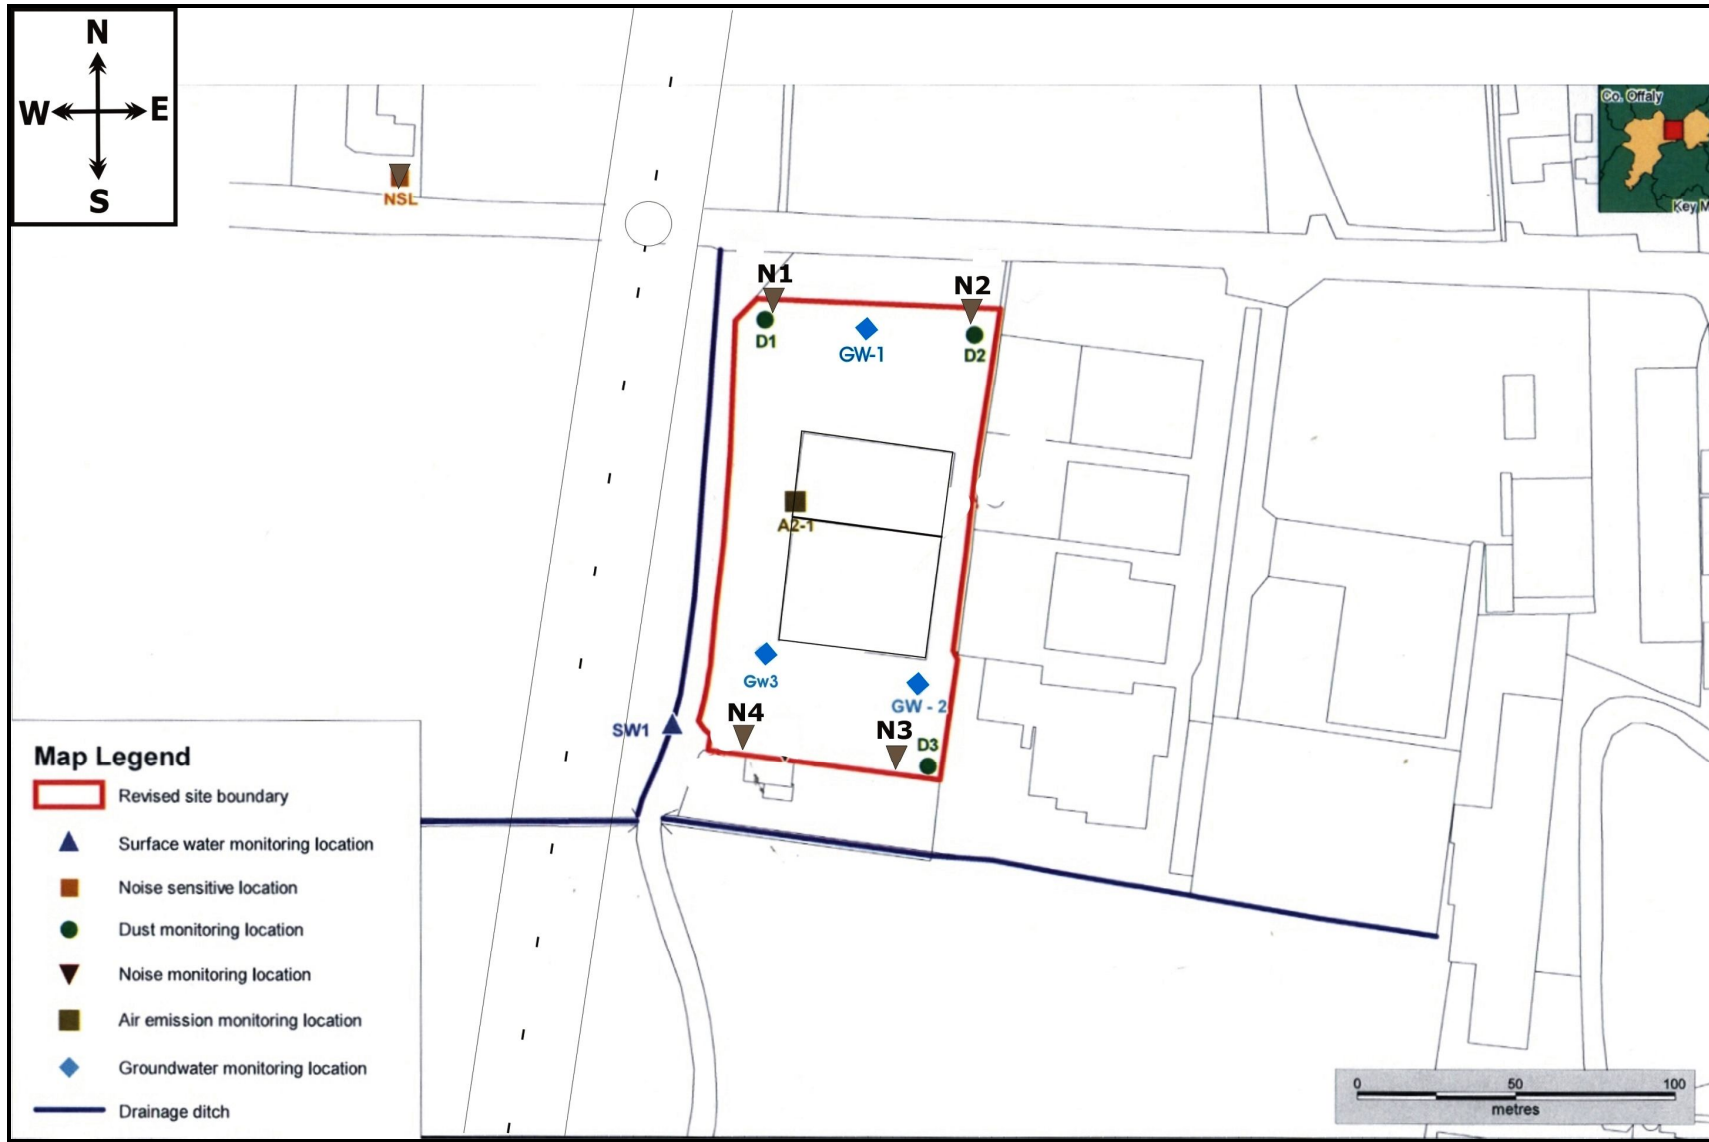 N
W E
S
Co. Offaly
Key M
NSL
N1
N2
D1
GW-1
D2
A2-1
Gw3
GW - 2
SW1
N4
N3
D3
Map Legend
Revised site boundary
Surface water monitoring location
Noise sensitive location
Dust monitoring location
Noise monitoring location
Air emission monitoring location
Groundwater monitoring location
Drainage ditch
0 50 100
metres